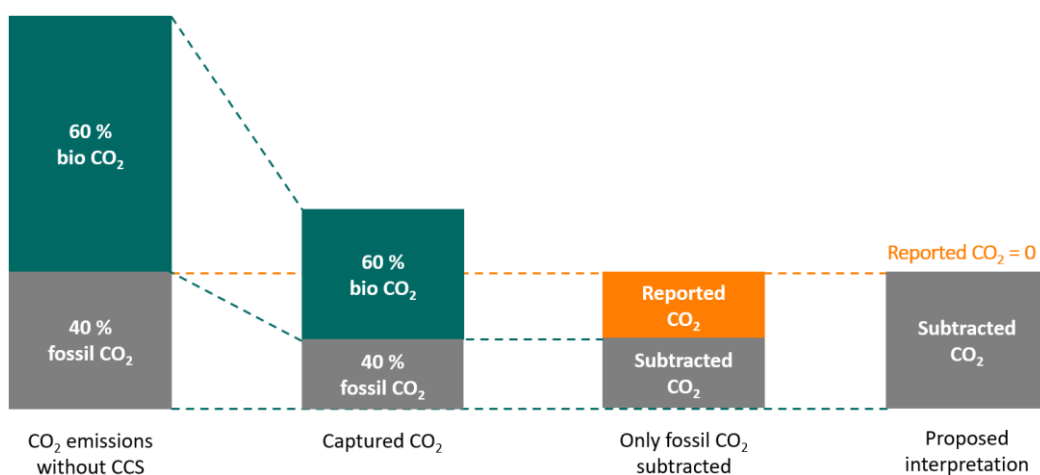 60 %
bio CO₂
40 %
fossil CO₂
60 %
bio CO₂
40 %
fossil CO₂
Reported
CO₂
Subtracted
CO₂
Reported CO₂ = 0
Subtracted
CO₂
CO₂ emissions
without CCS
Captured CO₂
Only fossil CO₂
subtracted
Proposed
interpretation